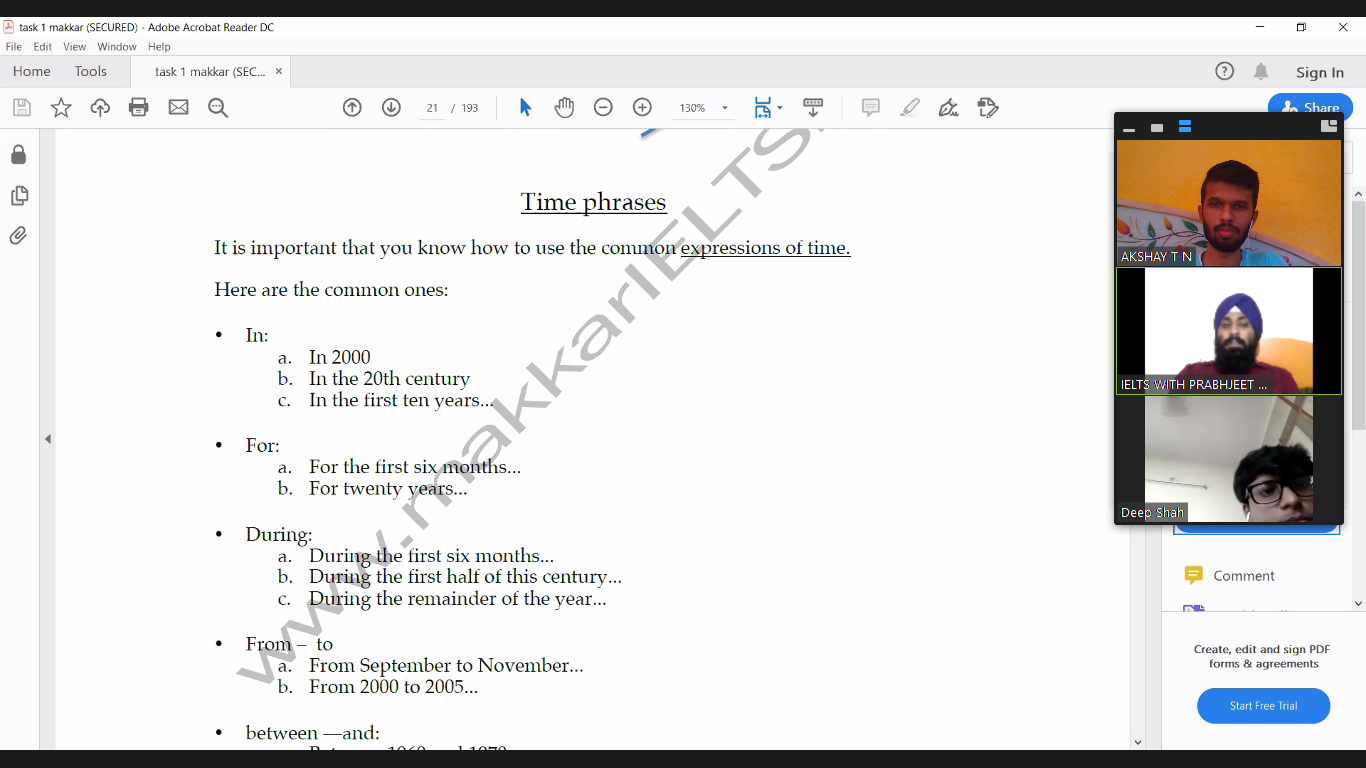 task 1 makkar (SECURED) - Adobe Acrobat Reader DC
File Edit View Window Help
Home Tools task 1 makkar (SEC... × Sign In
21 / 193 130% Share
Time phrases
It is important that you know how to use the common expressions of time.
Here are the common ones:
• In:
a. In 2000
b. In the 20th century
c. In the first ten years...
• For:
a. For the first six months...
b. For twenty years...
• During:
a. During the first six months...
b. During the first half of this century...
c. During the remainder of the year...
• From – to
a. From September to November...
b. From 2000 to 2005...
• between —and:
www.makkarIELTS.
AKSHAY T N
IELTS WITH PRABHJEET ...
Deep Shah
Comment
Create, edit and sign PDF
forms & agreements
Start Free Trial